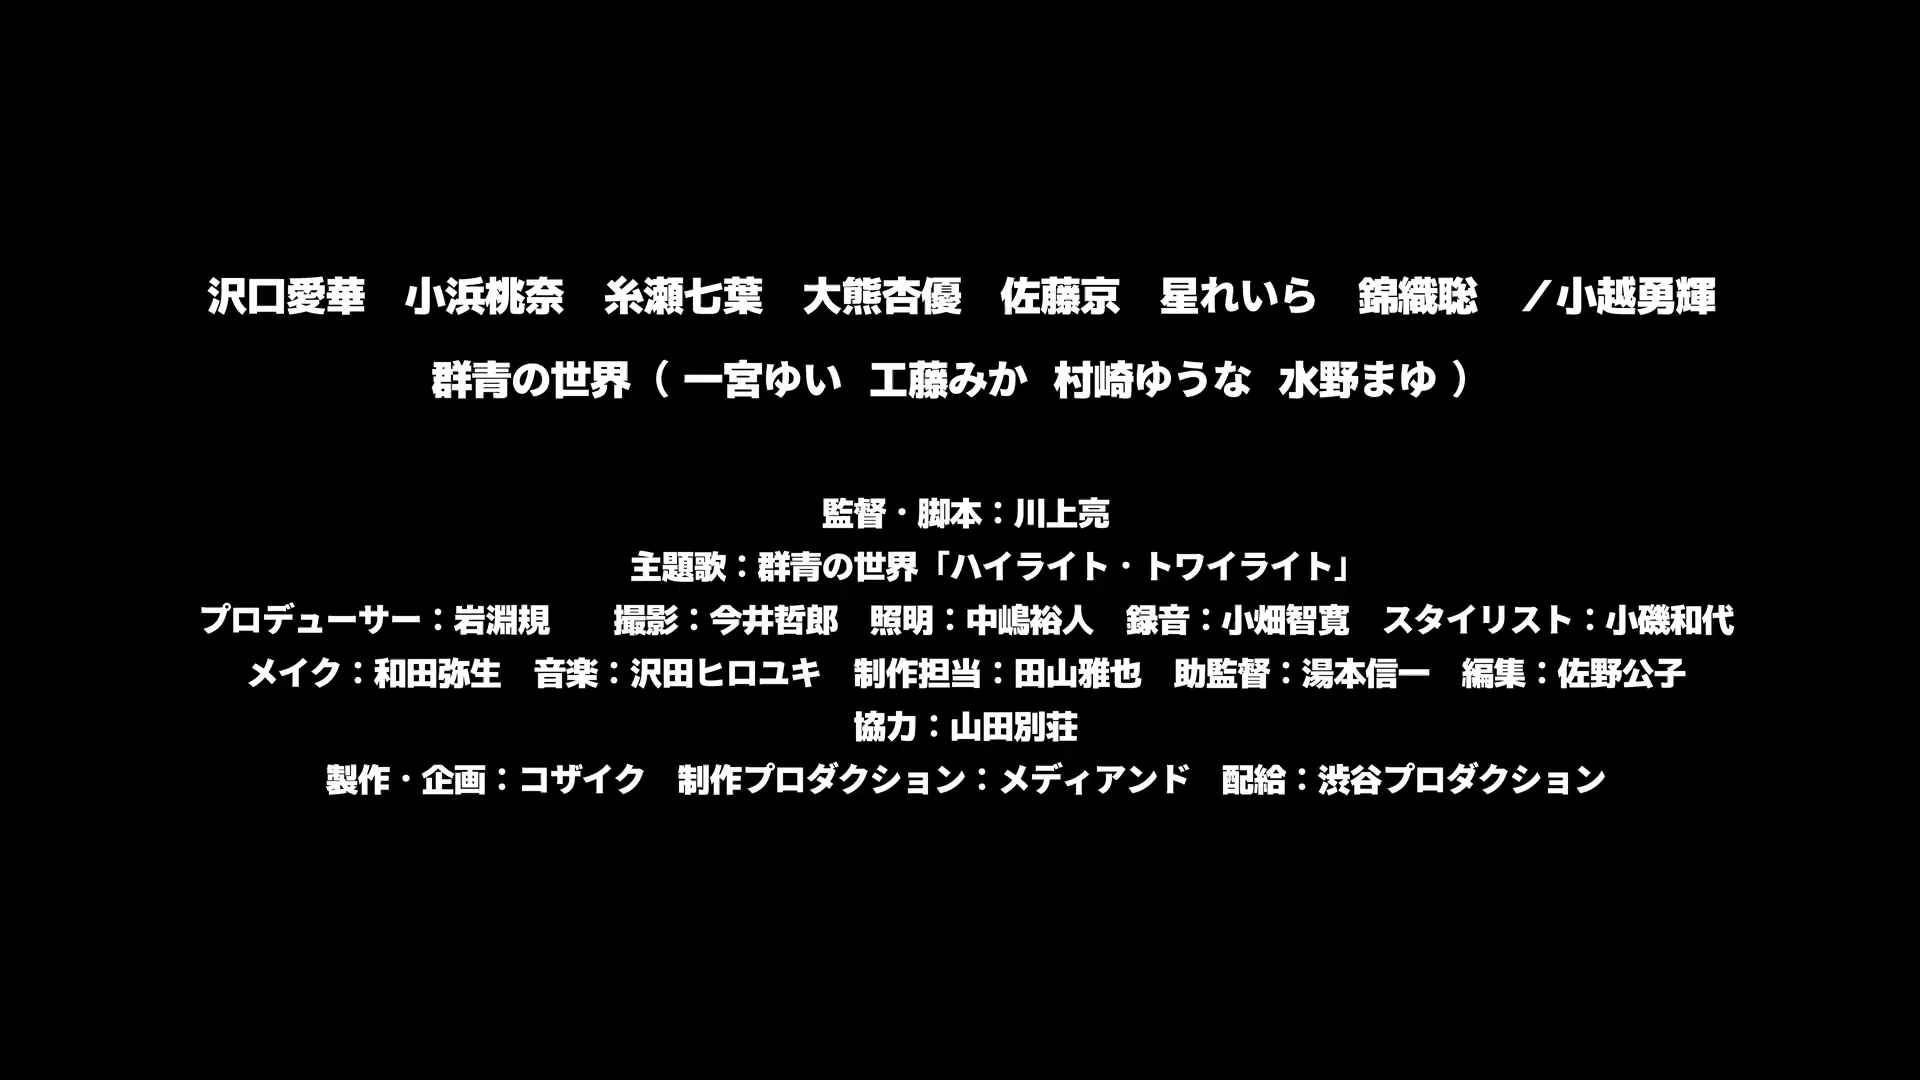 沢口愛華　小浜桃奈　糸瀬七葉　大熊杏優　佐藤京　星れいら　錦織聡　／小越勇輝
群青の世界（ 一宮ゆい 工藤みか 村崎ゆうな 水野まゆ ）
監督・脚本：川上亮
主題歌：群青の世界「ハイライト・トワイライト」
プロデューサー：岩淵規　　撮影：今井哲郎　照明：中嶋裕人　録音：小畑智寛　スタイリスト：小磯和代
メイク：和田弥生　音楽：沢田ヒロユキ　制作担当：田山雅也　助監督：湯本信一　編集：佐野公子
協力：山田別荘
製作・企画：コザイク　制作プロダクション：メディアンド　配給：渋谷プロダクション